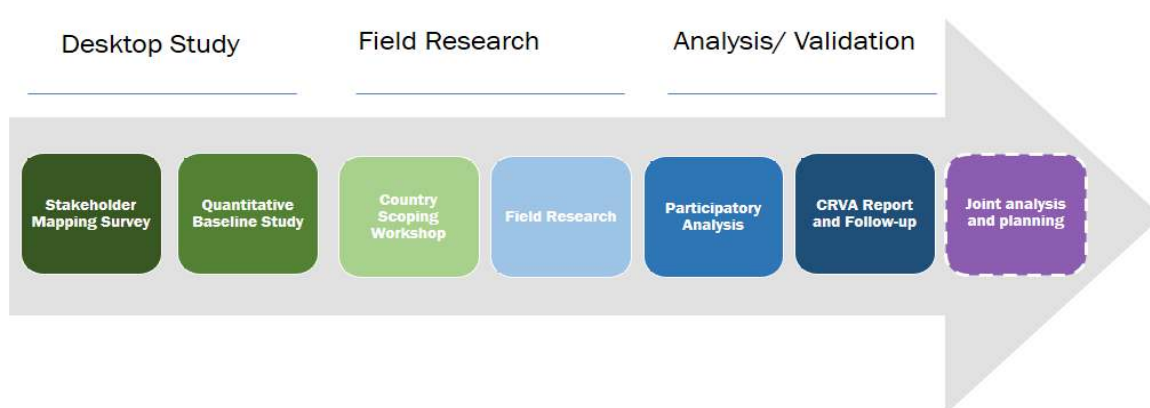 Desktop Study
Field Research
Analysis/ Validation
Stakeholder
Mapping Survey
Quantitative
Baseline Study
Country
Scoping
Workshop
Field Research
Participatory
Analysis
CRVA Report
and Follow-up
Joint analysis
and planning